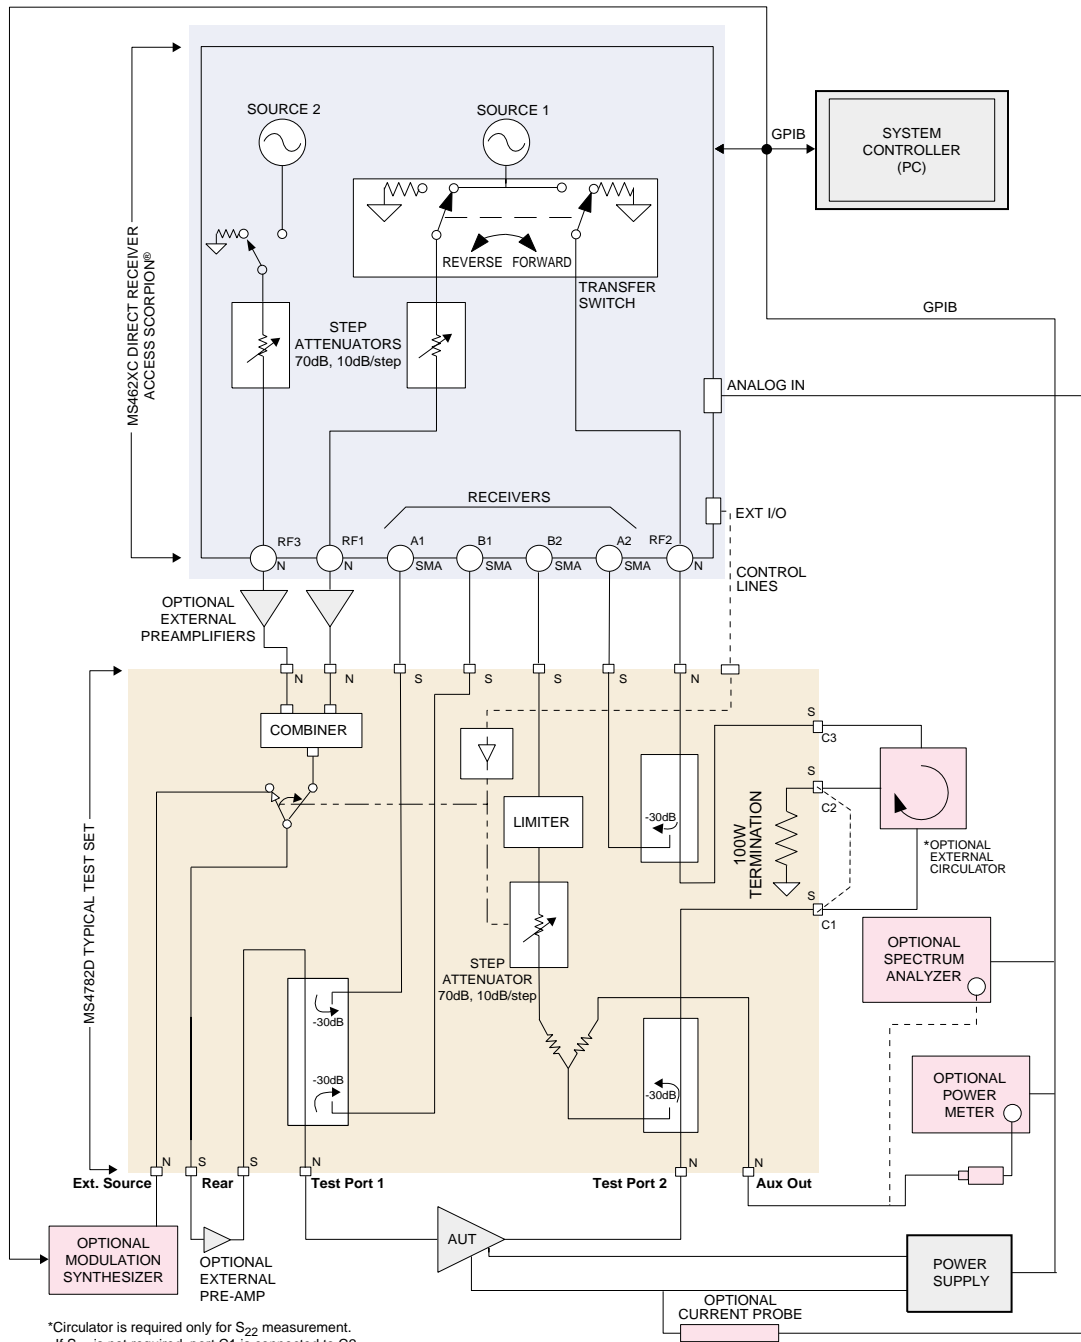 SOURCE 2
SOURCE 1
GPIB
SYSTEM
CONTROLLER
(PC)
REVERSE FORWARD
TRANSFER
SWITCH
GPIB
MS462XC DIRECT RECEIVER
ACCESS SCORPION®
STEP
ATTENUATORS
70dB, 10dB/step
ANALOG IN
RECEIVERS
EXT I/O
RF3
RF1
A1
B1
B2
A2
RF2
N
N
SMA
SMA
SMA
SMA
N
CONTROL
LINES
OPTIONAL
EXTERNAL
PREAMPLIFIERS
N
N
S
S
S
S
N
COMBINER
S
C3
S
C2
LIMITER
-30dB
100W
TERMINATION
*OPTIONAL
EXTERNAL
CIRCULATOR
S
C1
MS4782D TYPICAL TEST SET
STEP
ATTENUATOR
70dB, 10dB/step
OPTIONAL
SPECTRUM
ANALYZER
-30dB
-30dB
-30dB
OPTIONAL
POWER
METER
N
S
S
N
N
N
Ext. Source
Rear
Test Port 1
Test Port 2
Aux Out
OPTIONAL
MODULATION
SYNTHESIZER
OPTIONAL
EXTERNAL
PRE-AMP
AUT
POWER
SUPPLY
OPTIONAL
CURRENT PROBE
*Circulator is required only for S22 measurement.